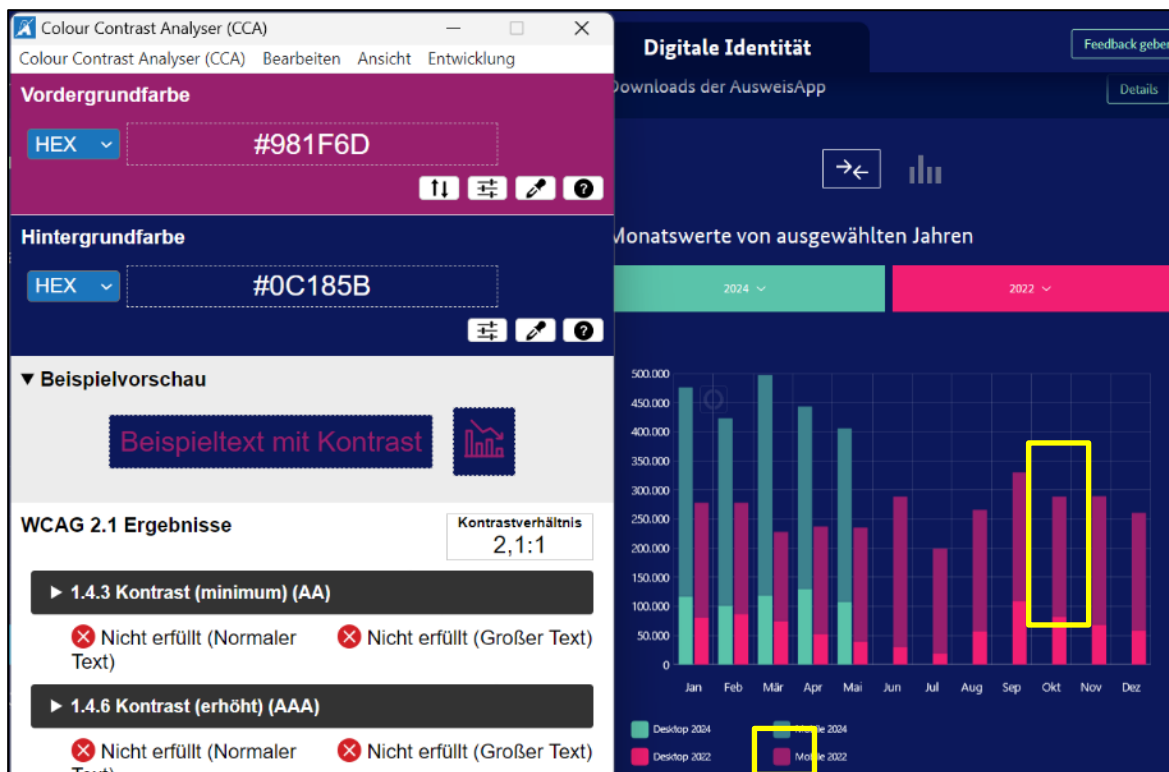 Colour Contrast Analyser (CCA)
Colour Contrast Analyser (CCA) Bearbeiten Ansicht Entwicklung
Vordergrundfarbe
HEX #981F6D
Hintergrundfarbe
HEX #0C185B
Beispielvorschau
Beispieltext mit Kontrast
WCAG 2.1 Ergebnisse
Kontrastverhältnis
2,1:1
1.4.3 Kontrast (minimum) (AA)
Nicht erfüllt (Normaler
Text)
Nicht erfüllt (Großer Text)
1.4.6 Kontrast (erhöht) (AAA)
Nicht erfüllt (Normaler
Nicht erfüllt (Großer Text)
Digitale Identität
Feedback geber
Downloads der AusweisApp
Details
Monatswerte von ausgewählten Jahren
2024
2022
500.000
450.000
400.000
350.000
300.000
250.000
200.000
150.000
100.000
50.000
0
Jan Feb Mär Apr Mai Jun Jul Aug Sep Okt Nov Dez
Desktop 2024 Mobile 2024
Desktop 2022 Mobile 2022